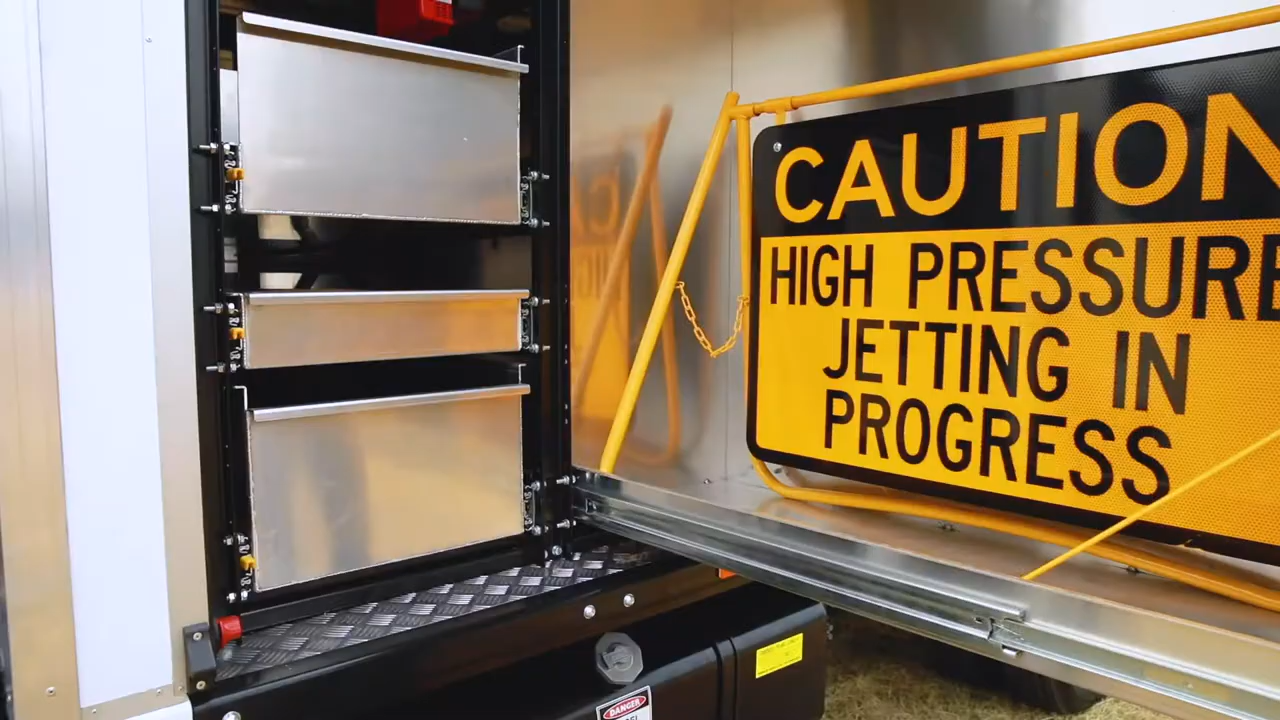 CAUTION
HIGH PRESSURE
JETTING IN
PROGRESS
DANGER